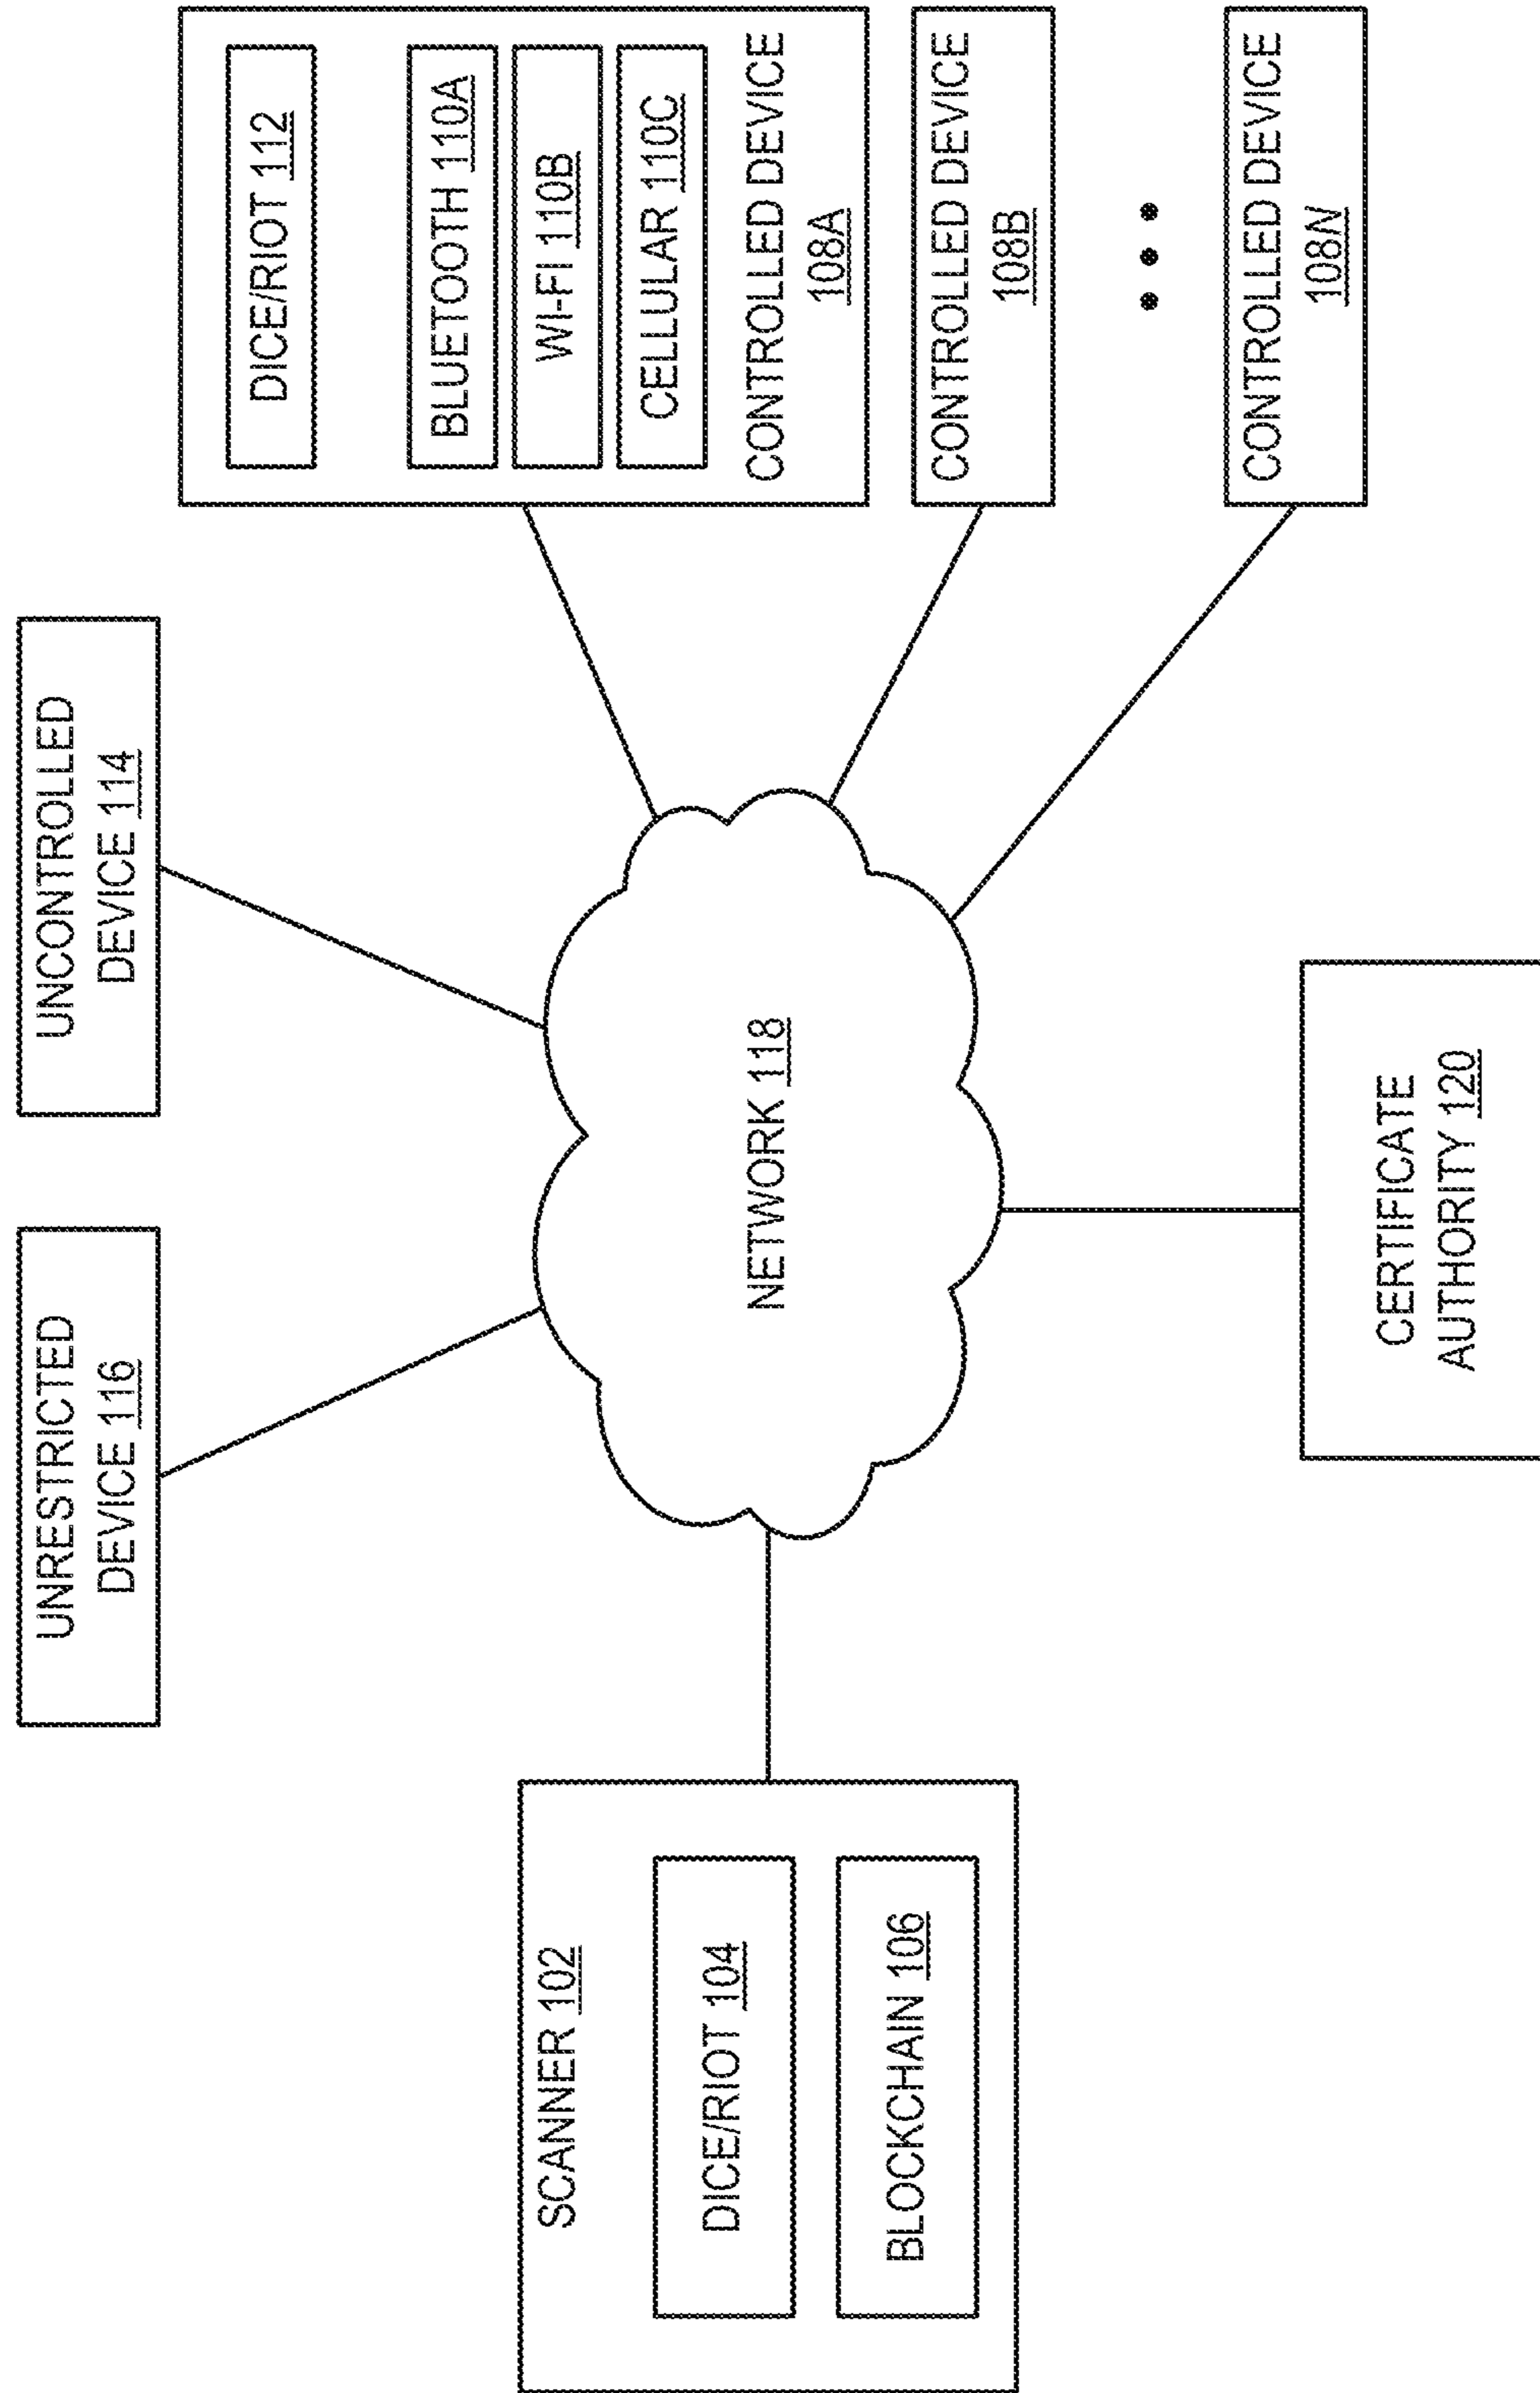 UNRESTRICTED
DEVICE 116
UNCONTROLLED
DEVICE 114
SCANNER 102
DICE/RIOT 104
BLOCKCHAIN 106
NETWORK 118
DICE/RIOT 112
BLUETOOTH 110A
WI-FI 110B
CELLULAR 110C
CONTROLLED DEVICE
108A
CONTROLLED DEVICE
108B
CONTROLLED DEVICE
108N
CERTIFICATE
AUTHORITY 120